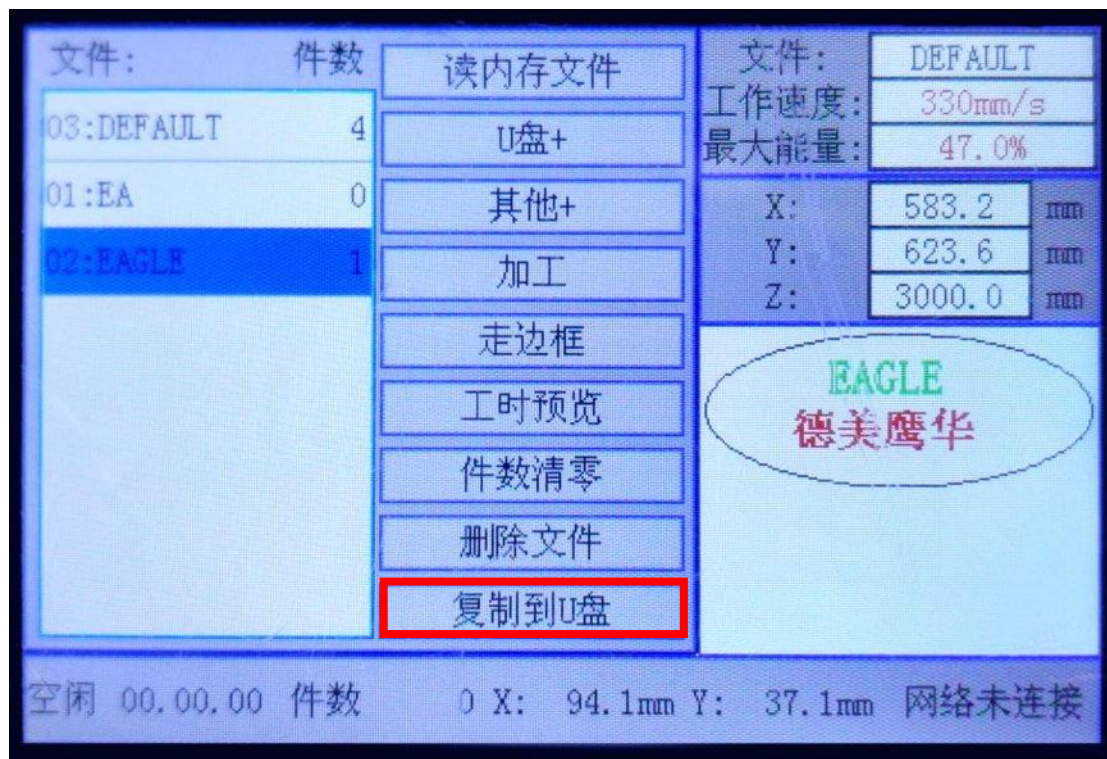 文件: 件数
03:DEFAULT 4
01:EA 0
02:EAGLE 1
读内存文件
U盘+
其他+
加工
走边框
工时预览
件数清零
删除文件
复制到U盘
文件: DEFAULT
工作速度: 330mm/s
最大能量: 47.0%
X: 583.2 mm
Y: 623.6 mm
Z: 3000.0 mm
EAGLE
德美鹰华
空闲 00.00.00 件数 0 X: 94.1mm Y: 37.1mm 网络未连接